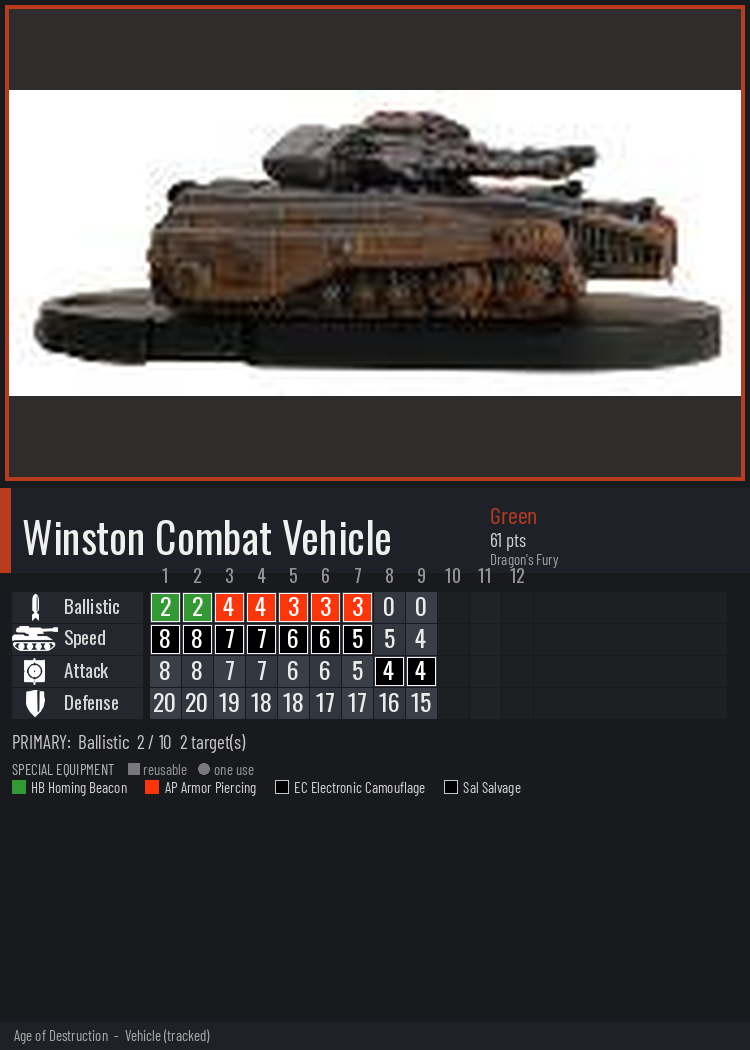 Winston Combat Vehicle
Green
61 pts
Dragon's Fury
1 2 3 4 5 6 7 8 9 10 11 12
Ballistic 2 2 4 4 3 3 3 0 0
Speed 8 8 7 7 6 6 5 5 4
Attack 8 8 7 7 6 6 5 4 4
Defense 20 20 19 18 18 17 17 16 15
PRIMARY: Ballistic 2 / 10 2 target(s)
SPECIAL EQUIPMENT reusable one use
HB Homing Beacon AP Armor Piercing EC Electronic Camouflage Sal Salvage
Age of Destruction - Vehicle (tracked)